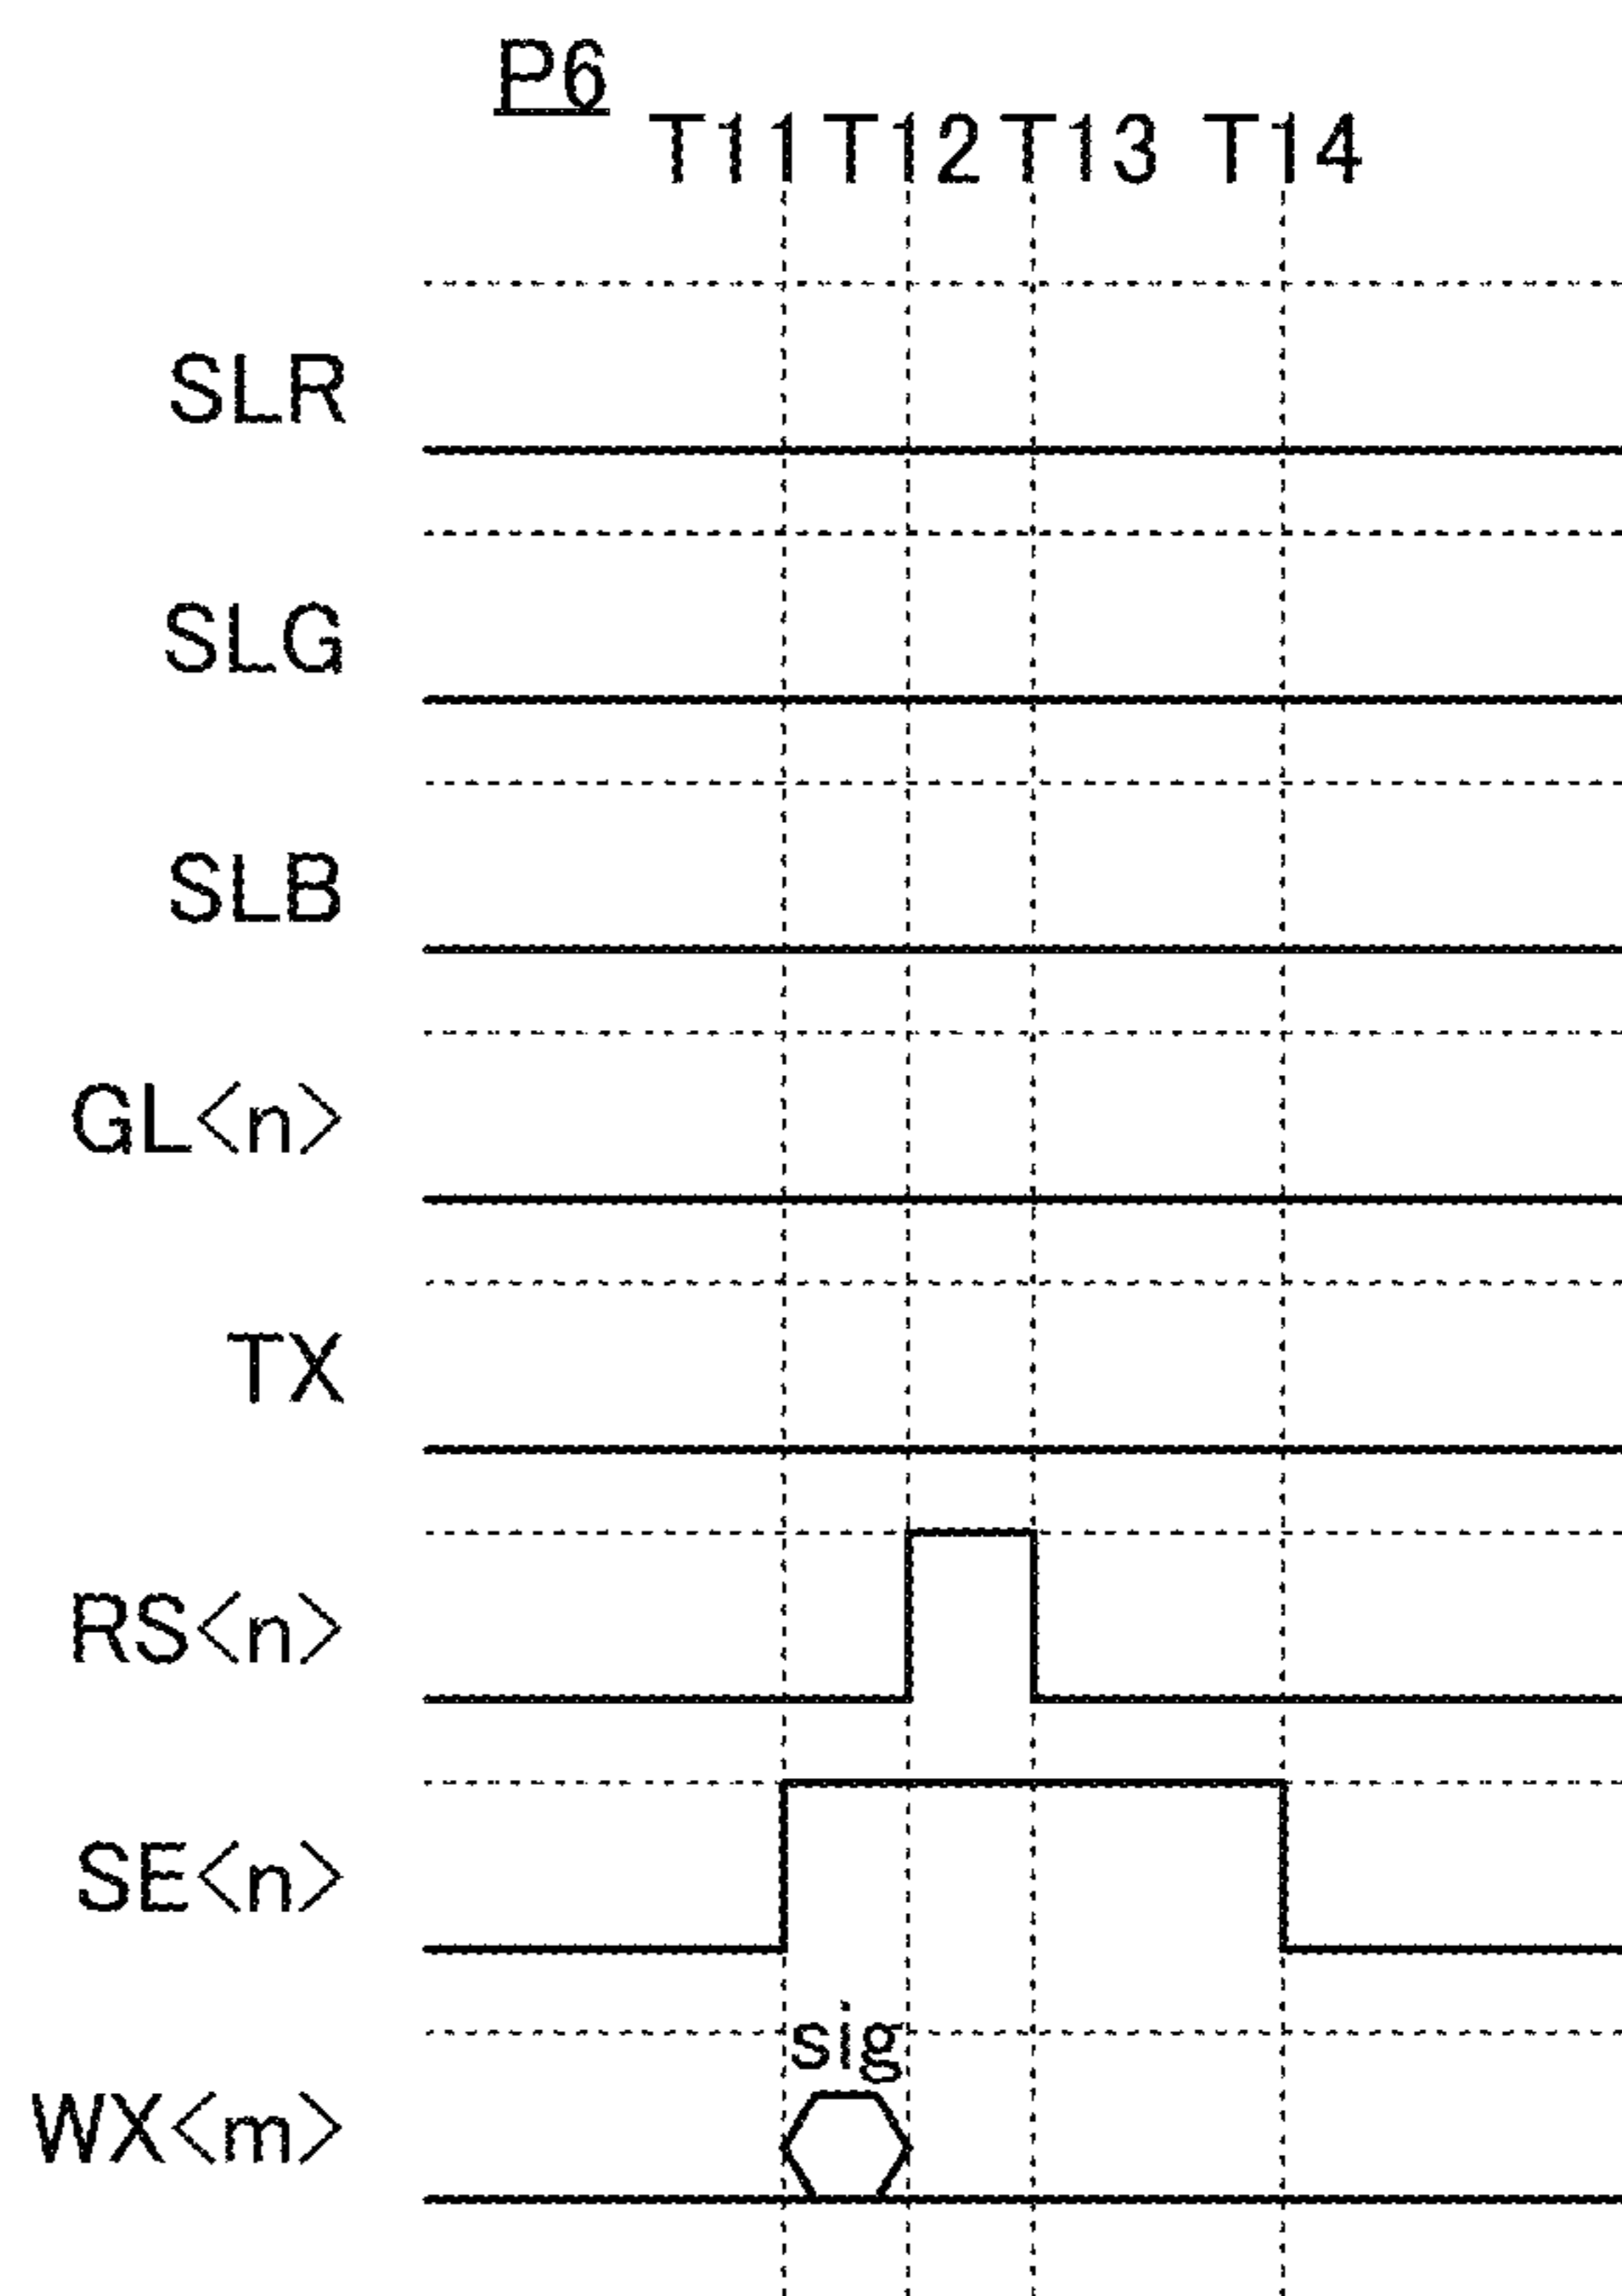 P6
T11 T12 T13 T14
SLR
SLG
SLB
GL<n>
TX
RS<n>
SE<n>
sig
WX<m>